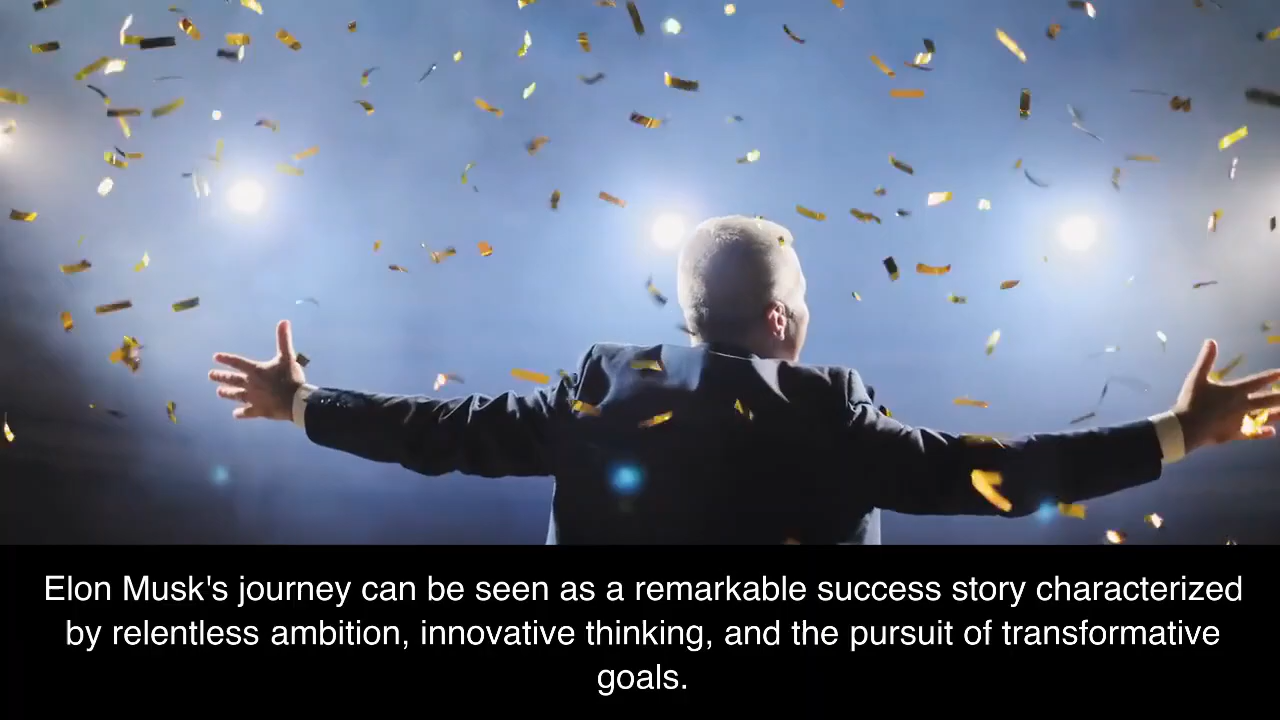 Elon Musk's journey can be seen as a remarkable success story characterized
by relentless ambition, innovative thinking, and the pursuit of transformative
goals.